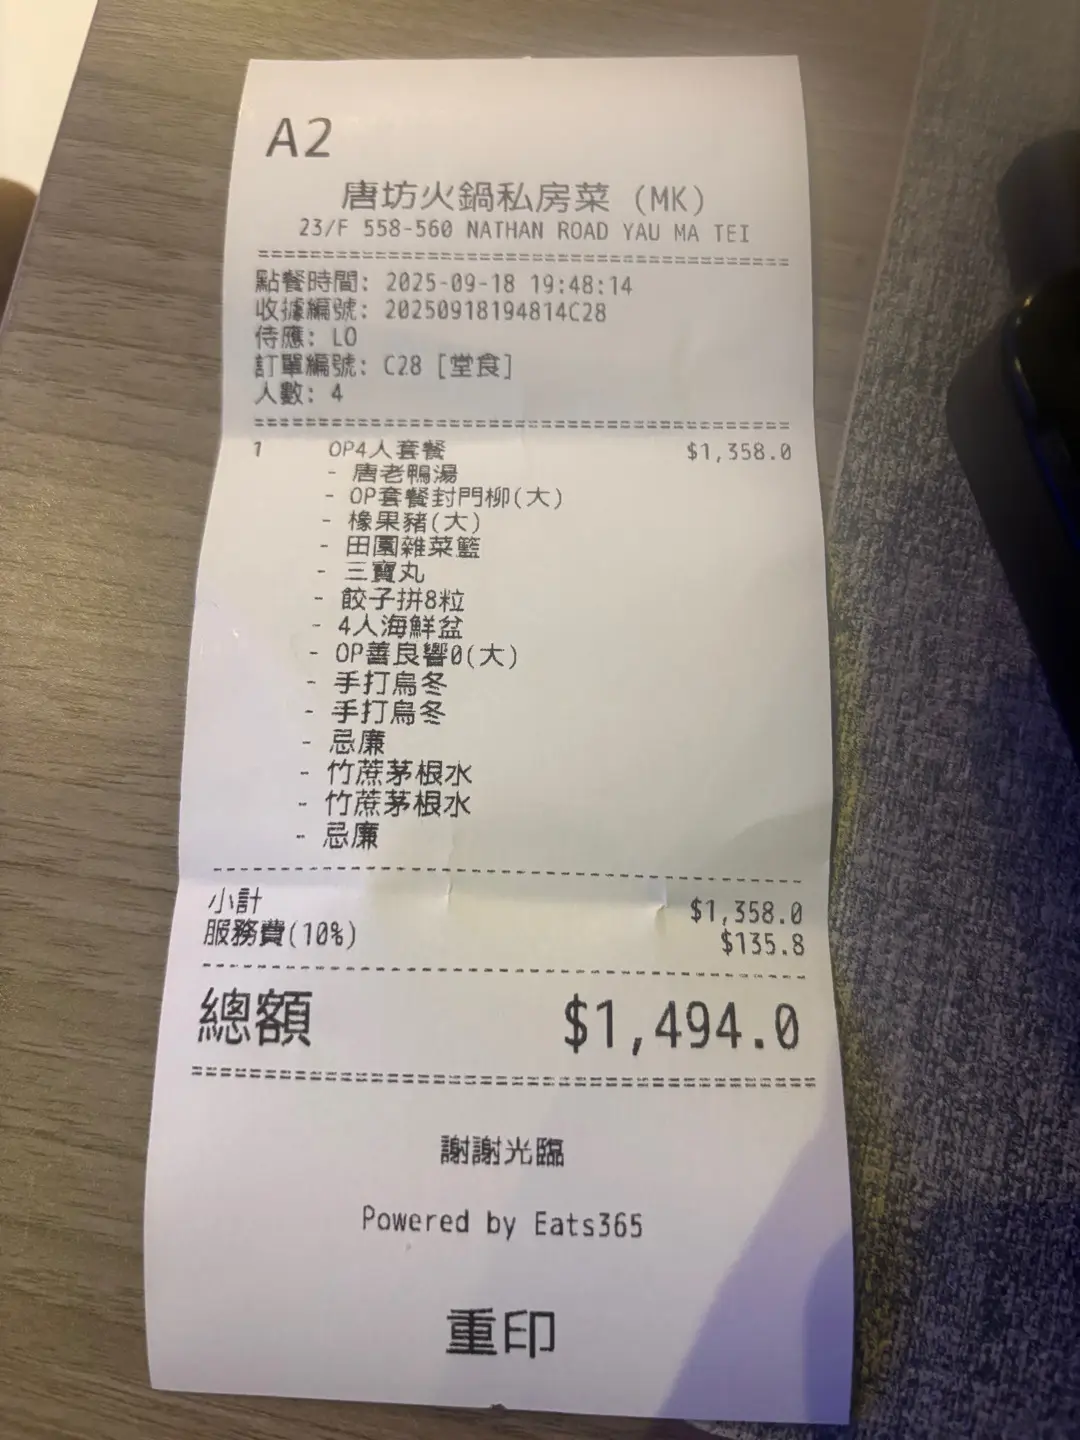 A2
唐坊火鍋私房菜 (MK)
23/F 558-560 NATHAN ROAD YAU MA TEI
點餐時間: 2025-09-18 19:48:14
收據編號: 20250918194814C28
侍應: LO
訂單編號: C28 [堂食]
人數: 4
1 OP4人套餐 $1,358.0
- 唐老鴨湯
- OP套餐封門柳(大)
- 橡果豬(大)
- 田園雜菜籃
- 三寶丸
- 餃子拼8粒
- 4人海鮮盆
- OP善良響0(大)
- 手打烏冬
- 手打烏冬
- 忌廉
- 竹蔗茅根水
- 竹蔗茅根水
- 忌廉
小計 $1,358.0
服務費(10%) $135.8
總額 $1,494.0
謝謝光臨
Powered by Eats365
重印